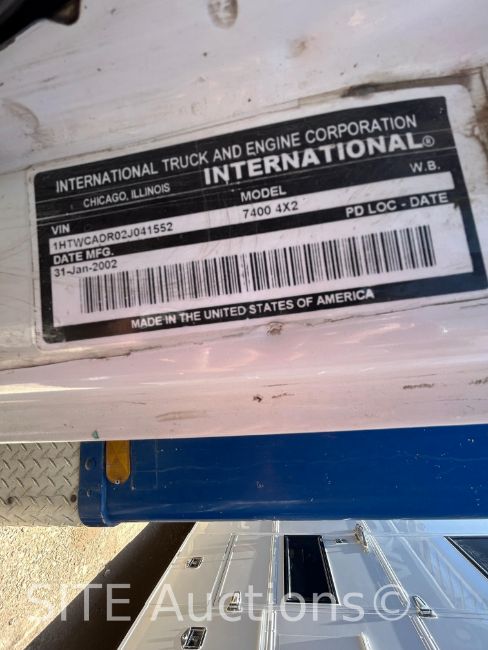 INTERNATIONAL TRUCK AND ENGINE CORPORATION
CHICAGO, ILLINOIS INTERNATIONAL®
VIN MODEL W.B.
1HTWCADR02J041552 7400 4X2
DATE MFG. PD LOC - DATE
31-Jan-2002
MADE IN THE UNITED STATES OF AMERICA
SITE Auctions©